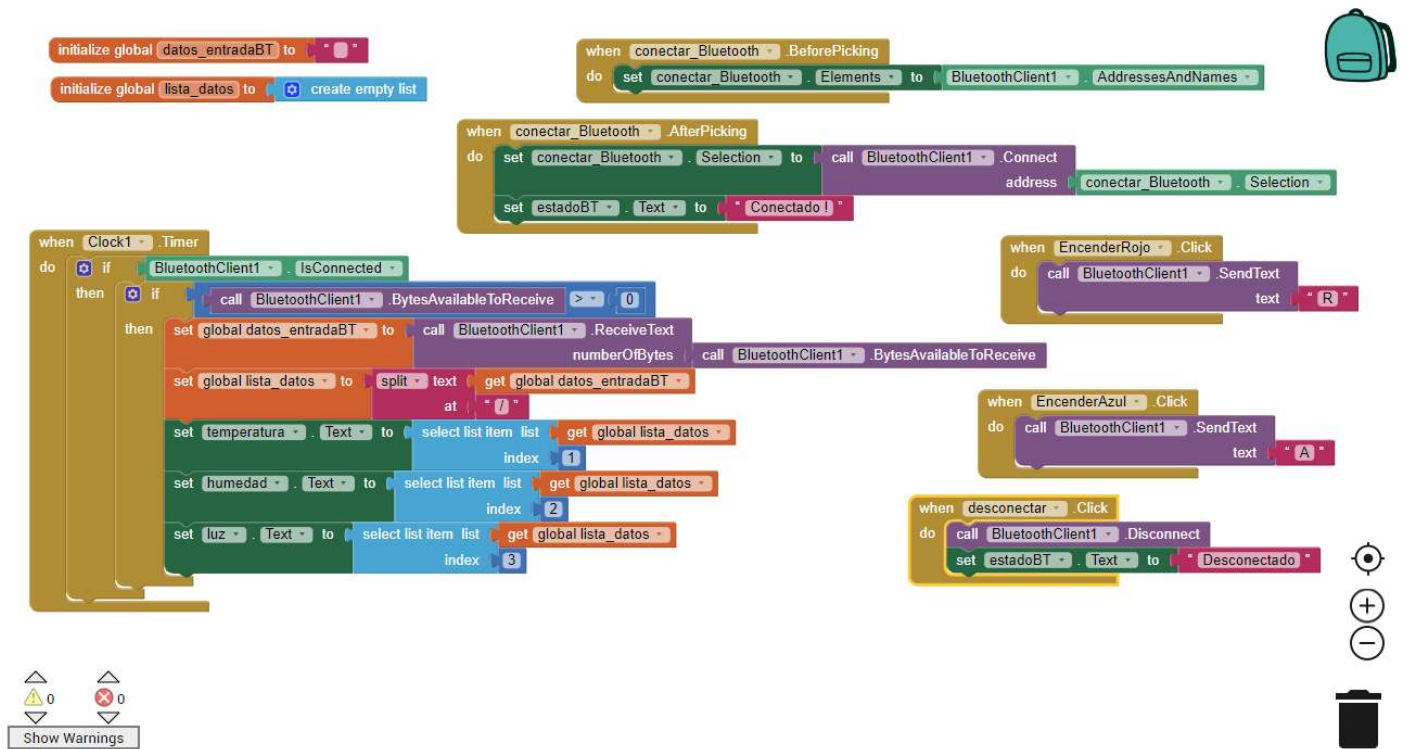 initialize global datos_entradaBT to " "
initialize global lista_datos to create empty list
when conectar_Bluetooth .BeforePicking
do set conectar_Bluetooth . Elements to BluetoothClient1 . AddressesAndNames
when conectar_Bluetooth .AfterPicking
do set conectar_Bluetooth . Selection to call BluetoothClient1 .Connect
address conectar_Bluetooth . Selection
set estadoBT . Text to " Conectado ! "
when Clock1 .Timer
do if BluetoothClient1 . IsConnected
then if call BluetoothClient1 .BytesAvailableToReceive > 0
then set global datos_entradaBT to call BluetoothClient1 .ReceiveText
numberOfBytes call BluetoothClient1 .BytesAvailableToReceive
set global lista_datos to split text get global datos_entradaBT
at " / "
set temperatura . Text to select list item list get global lista_datos
index 1
set humedad . Text to select list item list get global lista_datos
index 2
set luz . Text to select list item list get global lista_datos
index 3
when EncenderRojo .Click
do call BluetoothClient1 .SendText
text " R "
when EncenderAzul .Click
do call BluetoothClient1 .SendText
text " A "
when desconectar .Click
do call BluetoothClient1 .Disconnect
set estadoBT . Text to " Desconectado "
0 0
Show Warnings